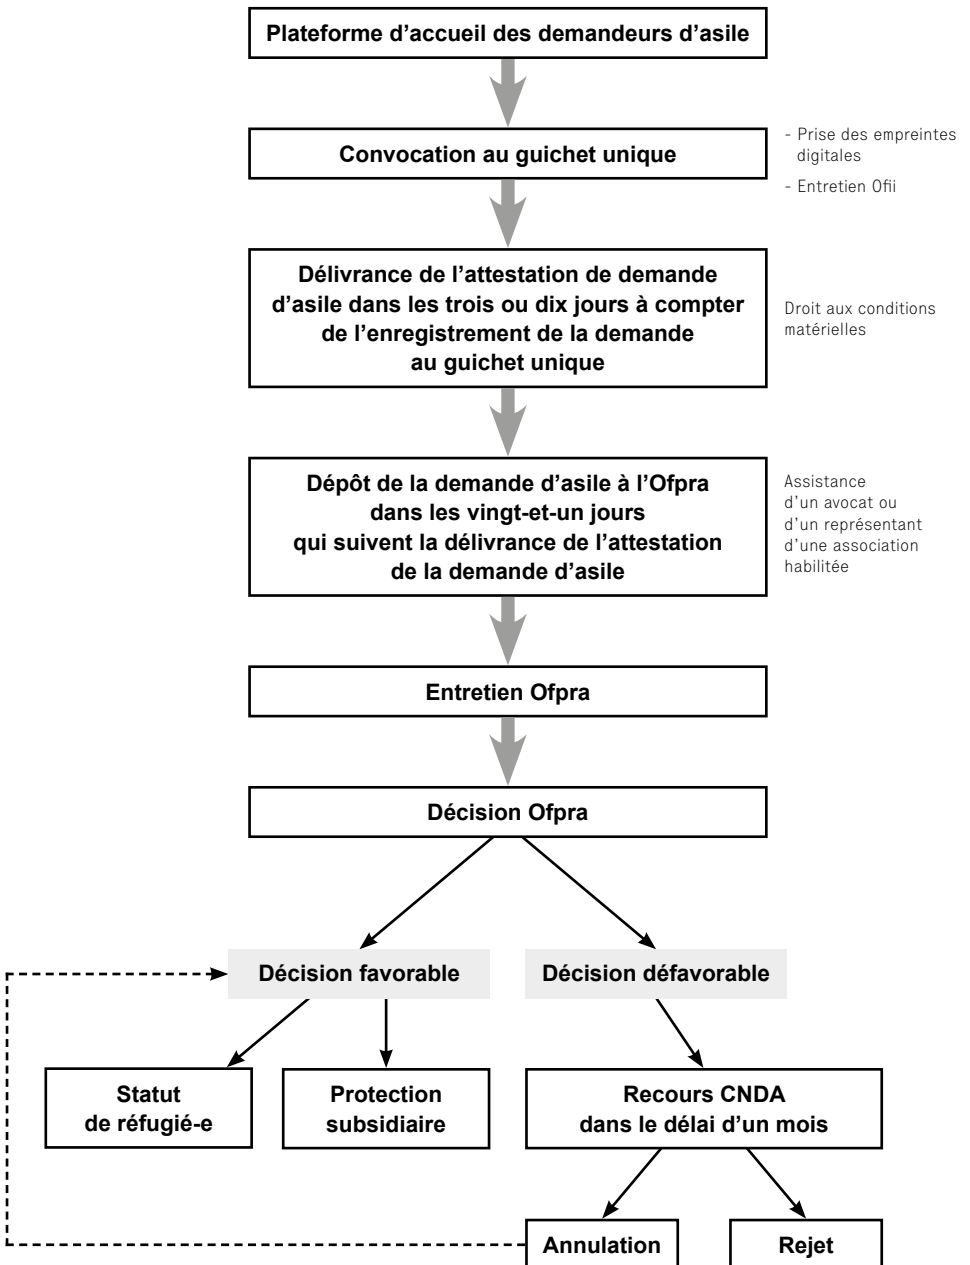 Plateforme d’accueil des demandeurs d’asile
Convocation au guichet unique
- Prise des empreintes
digitales
- Entretien Ofii
Délivrance de l’attestation de demande
d’asile dans les trois ou dix jours à compter
de l’enregistrement de la demande
au guichet unique
Droit aux conditions
matérielles
Dépôt de la demande d’asile à l’Ofpra
dans les vingt-et-un jours
qui suivent la délivrance de l’attestation
de la demande d’asile
Assistance
d’un avocat ou
d’un représentant
d’une association
habilitée
Entretien Ofpra
Décision Ofpra
Décision favorable
Décision défavorable
Statut
de réfugié-e
Protection
subsidiaire
Recours CNDA
dans le délai d’un mois
Annulation
Rejet